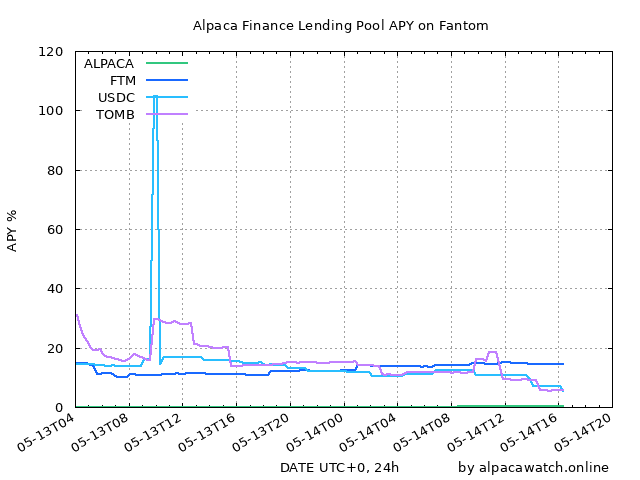 Alpaca Finance Lending Pool APY on Fantom
120
100
80
60
40
20
0
APY %
ALPACA
FTM
USDC
TOMB
05-13T04
05-13T08
05-13T12
05-13T16
05-13T20
05-14T00
05-14T04
05-14T08
05-14T12
05-14T16
05-14T20
DATE UTC+0, 24h
by alpacawatch.online